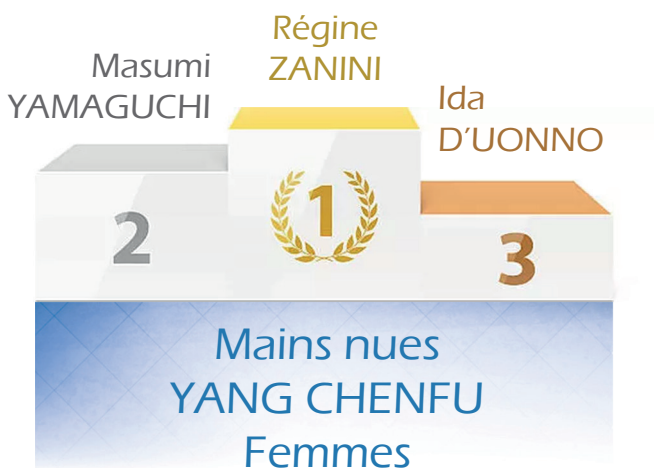 Régine
ZANINI
Masumi
YAMAGUCHI
Ida
D'UONNO
1
2
3
Mains nues
YANG CHENFU
Femmes